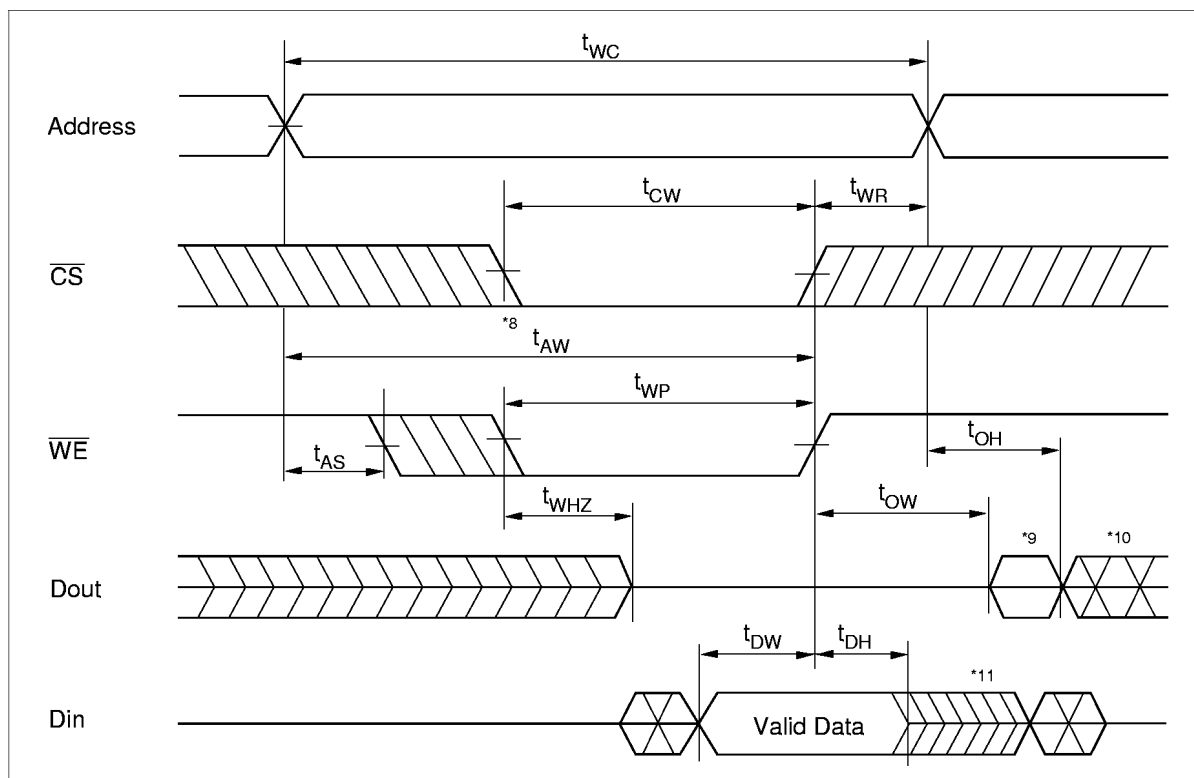 tWC
Address
tCW
tWR
CS
*8
tAW
tWP
WE
tAS
tOH
tWHZ
tOW
*9
*10
Dout
tDW
tDH
*11
Din
Valid Data